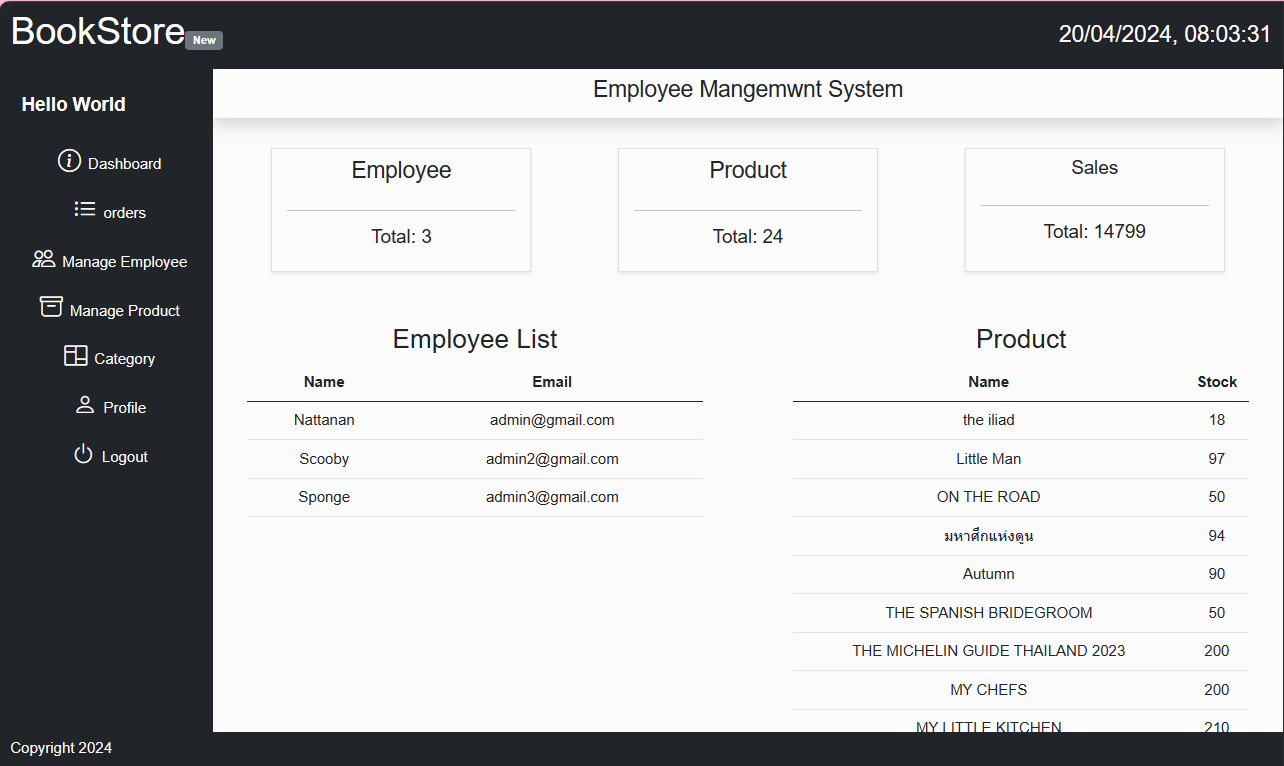 BookStore New
20/04/2024, 08:03:31
Hello World
Dashboard
orders
Manage Employee
Manage Product
Category
Profile
Logout
Employee Mangemwnt System
Employee
Total: 3
Product
Total: 24
Sales
Total: 14799
Employee List
Name Email
Nattanan admin@gmail.com
Scooby admin2@gmail.com
Sponge admin3@gmail.com
Product
Name Stock
the iliad 18
Little Man 97
ON THE ROAD 50
มหาศึกแห่งดูน 94
Autumn 90
THE SPANISH BRIDEGROOM 50
THE MICHELIN GUIDE THAILAND 2023 200
MY CHEFS 200
MY LITTLE KITCHEN 210
Copyright 2024